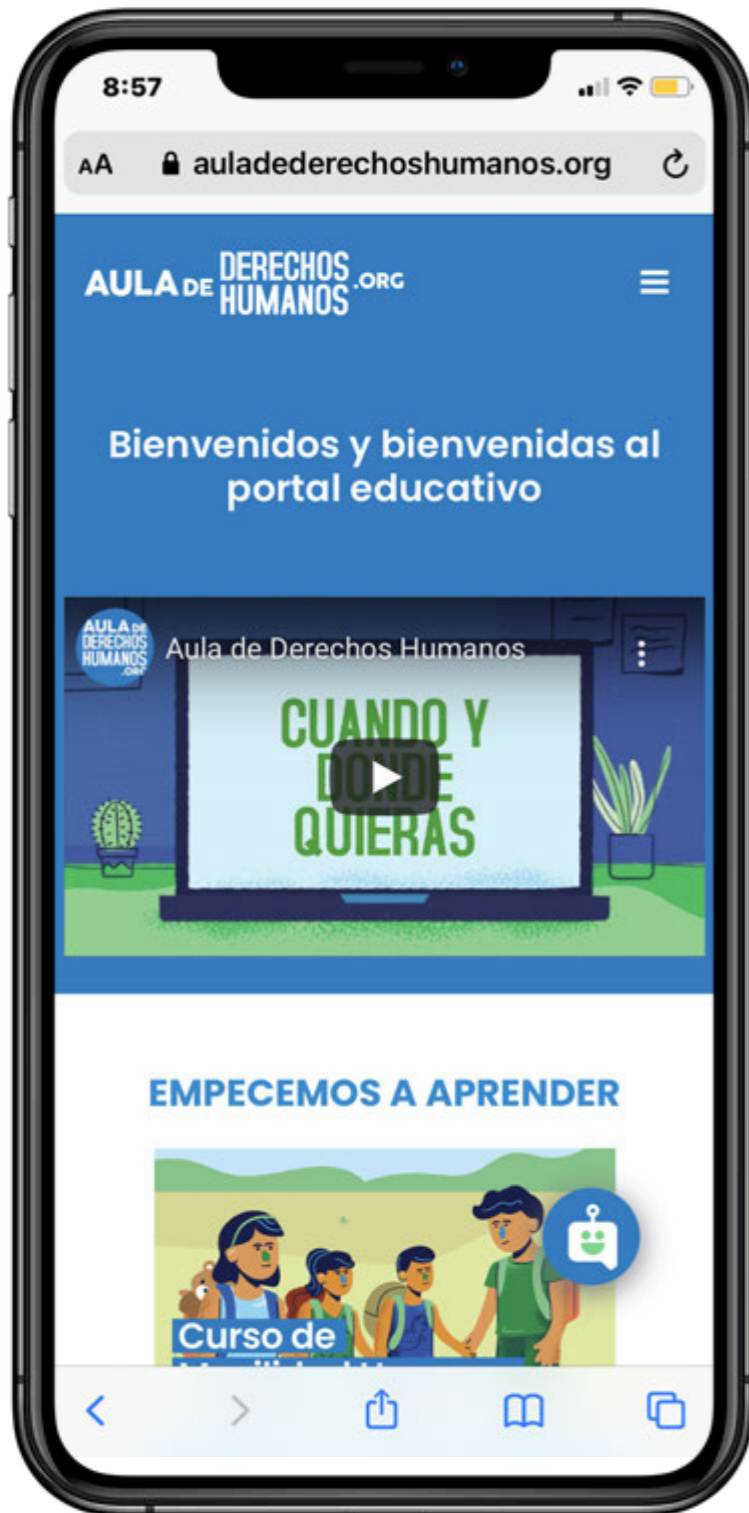 8:57
AA auladederechoshumanos.org
AULA DE DERECHOS HUMANOS .ORG
Bienvenidos y bienvenidas al
portal educativo
AULA DE
DERECHOS
HUMANOS
.ORG
Aula de Derechos Humanos
CUANDO Y
DONDE
QUIERAS
EMPECEMOS A APRENDER
Curso de